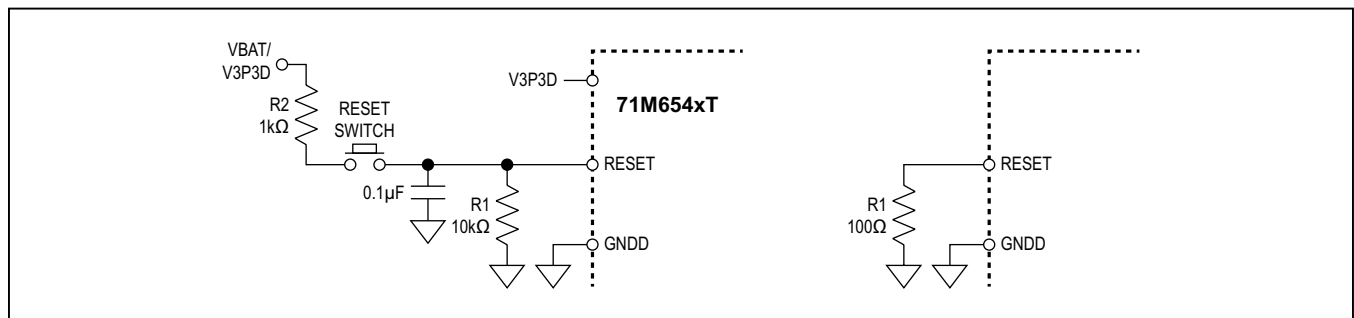 VBAT/
V3P3D
R2
1kΩ
RESET
SWITCH
0.1µF
R1
10kΩ
V3P3D
71M654xT
RESET
GNDD
R1
100Ω
RESET
GNDD